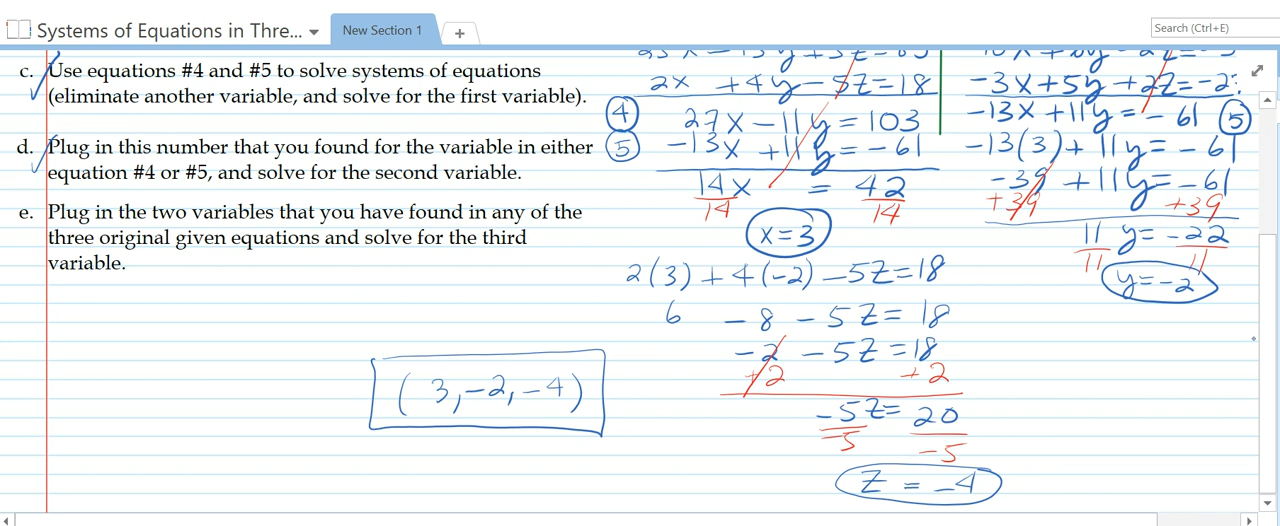 Systems of Equations in Thre...
New Section 1
+
Search (Ctrl+E)
c. Use equations #4 and #5 to solve systems of equations
(eliminate another variable, and solve for the first variable).
d. Plug in this number that you found for the variable in either
equation #4 or #5, and solve for the second variable.
e. Plug in the two variables that you have found in any of the
three original given equations and solve for the third
variable.
2x + 4y - 5z = 18
④ 27x - 11y = 103
⑤ -13x + 11y = -61
14x = 42
14 14
x = 3
-3x + 5y + 2z =
-13x + 11y = -61 ⑤
-13(3) + 11y = -61
-39 + 11y = -61
+39 +39
11y = -22
11 11
y = -2
2(3) + 4(-2) - 5z = 18
6 - 8 - 5z = 18
-2 - 5z = 18
+2 +2
-5z = 20
-5 -5
z = -4
(3, -2, -4)